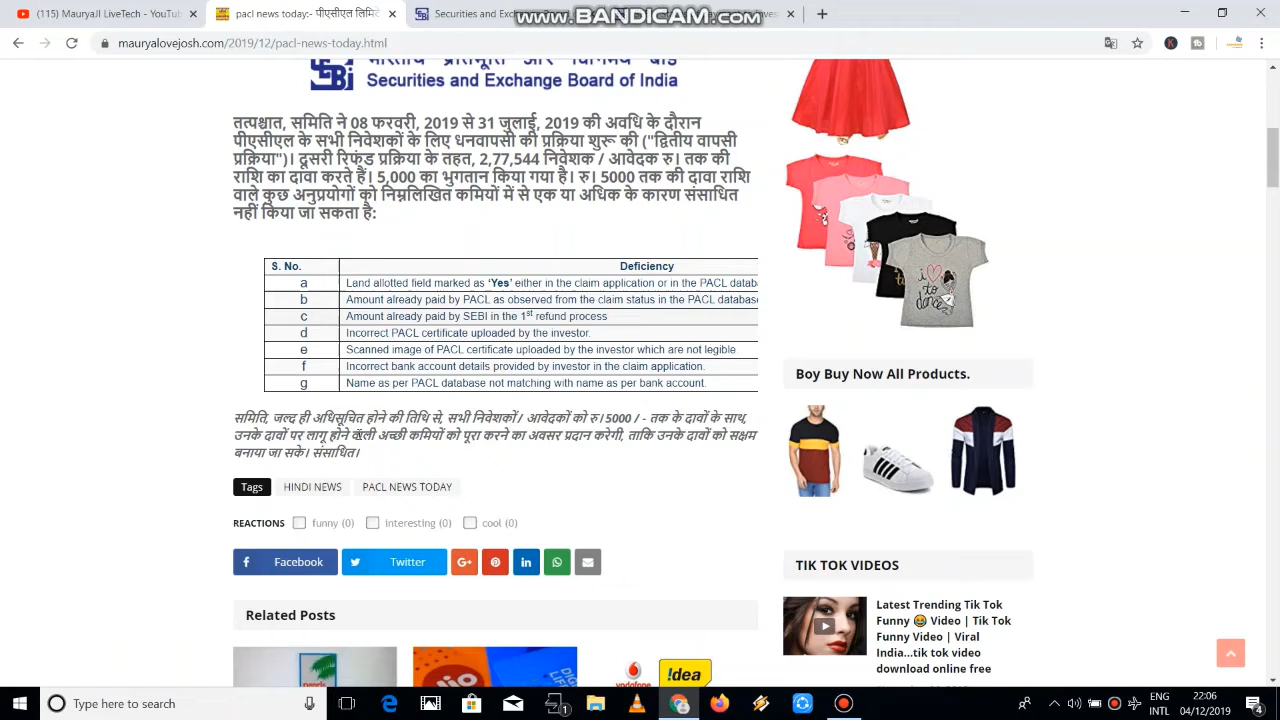 (115) Maurya LiveTech - YouTube
pacl news today:- पीएसीएल लिमि
Securities and Exchange Board of
www.BANDICAM.com
mauryalovejosh.com/2019/12/pacl-news-today.html
Securities and Exchange Board of India
तत्पश्चात, समिति ने 08 फरवरी, 2019 से 31 जुलाई, 2019 की अवधि के दौरान
पीएसीएल के सभी निवेशकों के लिए धनवापसी की प्रक्रिया शुरू की ("द्वितीय वापसी
प्रक्रिया")। दूसरी रिफंड प्रक्रिया के तहत, 2,77,544 निवेशक / आवेदक रु। तक की
राशि का दावा करते हैं। 5,000 का भुगतान किया गया है। रु। 5000 तक की दावा राशि
वाले कुछ अनुप्रयोगों को निम्नलिखित कमियों में से एक या अधिक के कारण संसाधित
नहीं किया जा सकता है:
S. No. Deficiency
a Land allotted field marked as ‘Yes’ either in the claim application or in the PACL datab
b Amount already paid by PACL as observed from the claim status in the PACL database
c Amount already paid by SEBI in the 1st refund process
d Incorrect PACL certificate uploaded by the investor.
e Scanned image of PACL certificate uploaded by the investor which are not legible.
f Incorrect bank account details provided by investor in the claim application.
g Name as per PACL database not matching with name as per bank account.
समिति, जल्द ही अधिसूचित होने की तिथि से, सभी निवेशकों / आवेदकों को रु। 5000 / - तक के दावों के साथ,
उनके दावों पर लागू होने वाली अच्छी कमियों को पूरा करने का अवसर प्रदान करेगी, ताकि उनके दावों को सक्षम
बनाया जा सके। संसाधित।
Tags HINDI NEWS PACL NEWS TODAY
REACTIONS funny (0) interesting (0) cool (0)
Facebook Twitter
Related Posts
pearls
vodafone
!dea
i
to
dance
Boy Buy Now All Products.
TIK TOK VIDEOS
Latest Trending Tik Tok
Funny 😂 Video | Tik Tok
Funny Video | Viral
India...tik tok video
download online free
Type here to search
ENG
INTL
22:06
04/12/2019